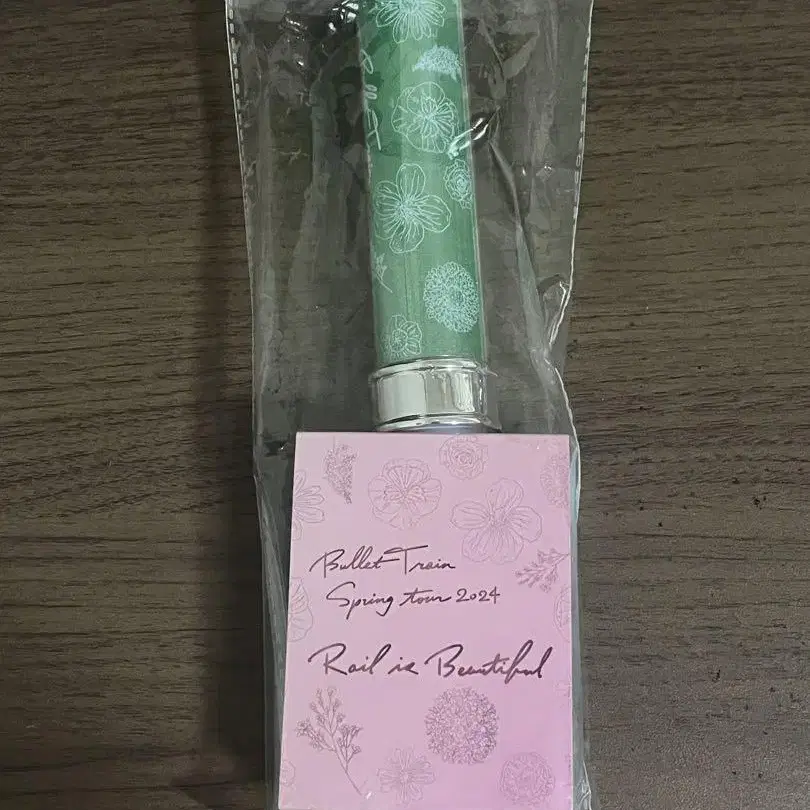 Bullet Train
Spring tour 2024
Rail is Beautiful